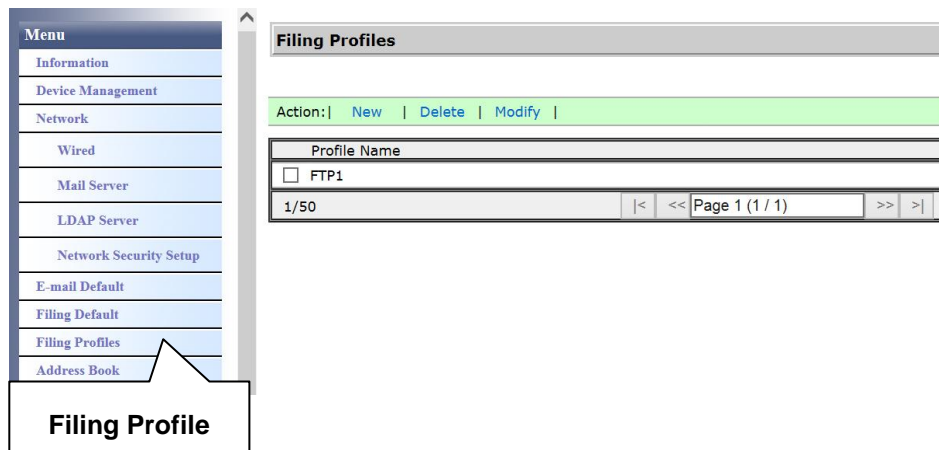 Menu
Information
Device Management
Network
Wired
Mail Server
LDAP Server
Network Security Setup
E-mail Default
Filing Default
Filing Profiles
Address Book
Filing Profile
Filing Profiles
Action:| New | Delete | Modify |
Profile Name
FTP1
1/50 |< << Page 1 (1 / 1) >> >|